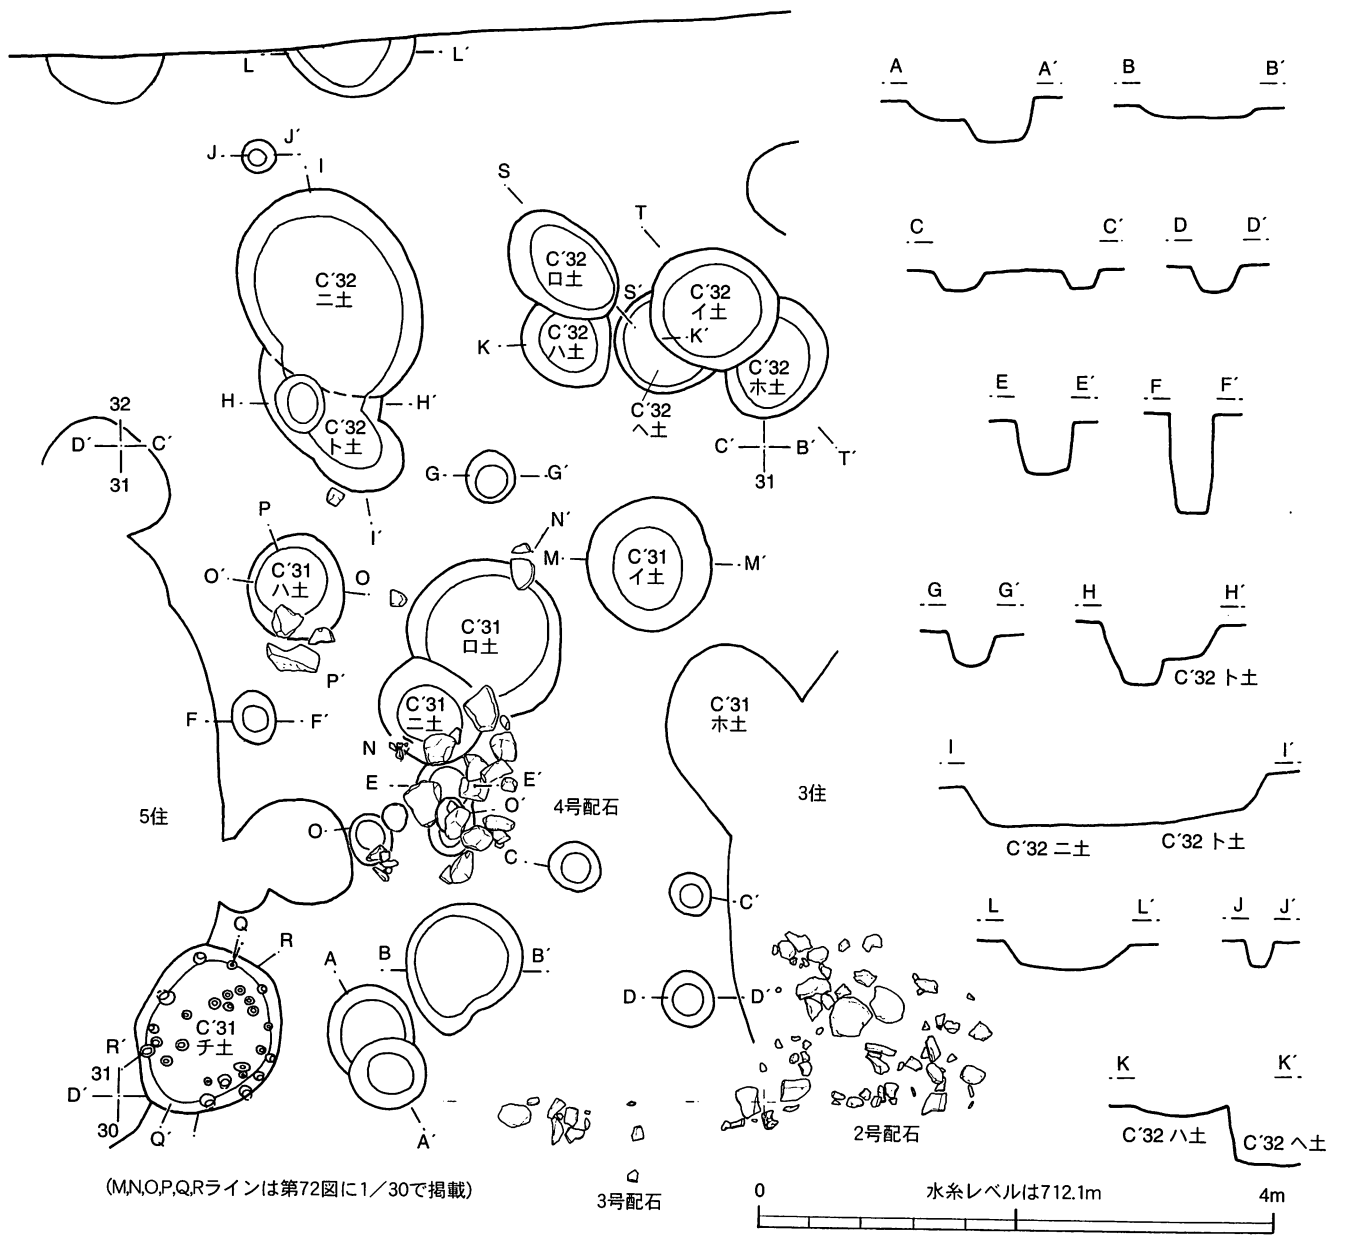 L L´
J J´
I
C´32
ニ土
S
C´32
ロ土
T
C´32
イ土
S´
K
C´32
ハ土
K´
C´32
ホ土
C´32
ヘ土
H H´
C´32
ト土
I´
32
D´ C´
31
C´ B´
31
T´
G G´
P
O´ O
C´31
ハ土
P´
N´
M M´
C´31
イ土
C´31
ロ土
C´31
ニ土
N
F F´
E E´
O O´
4号配石
5住
C´31
ホ土
3住
C C´
Q
R
A
B B´
D D´
C´31
チ土
R´
31
D´
30
Q´
A´
2号配石
3号配石
(M,N,O,P,Q,Rラインは第72図に1／30で掲載)
A A´ B B´
C C´ D D´
E E´ F F´
G G´ H H´
C´32 ト土
I I´
C´32 ニ土 C´32 ト土
L L´ J J´
K K´
C´32 ハ土 C´32 ヘ土
0 水糸レベルは712.1m 4m